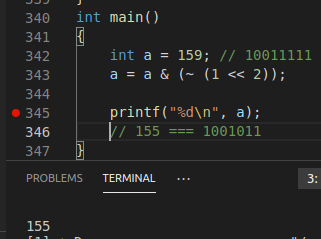 339 }
340 int main()
341 {
342 int a = 159; // 10011111
343 a = a & (~ (1 << 2));
344
345 printf("%d\n", a);
346 // 155 === 1001011
347 }
PROBLEMS TERMINAL ··· 3:
155